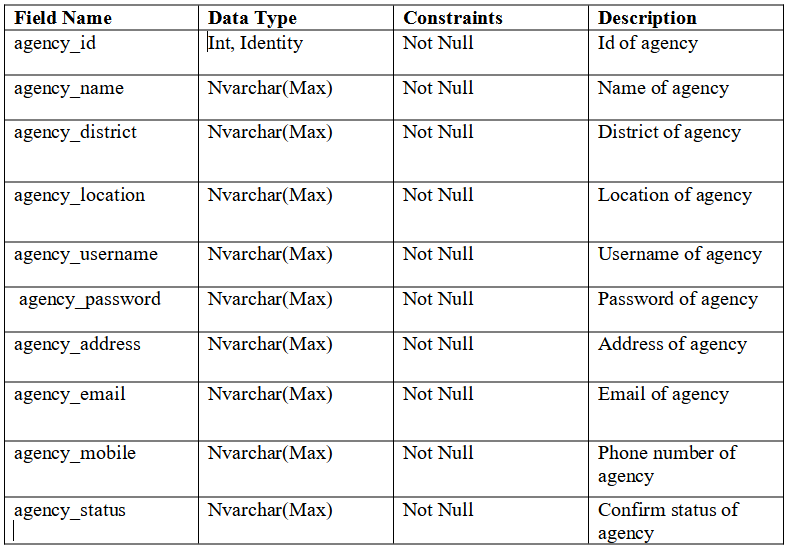 Field Name Data Type Constraints Description
agency_id Int, Identity Not Null Id of agency
agency_name Nvarchar(Max) Not Null Name of agency
agency_district Nvarchar(Max) Not Null District of agency
agency_location Nvarchar(Max) Not Null Location of agency
agency_username Nvarchar(Max) Not Null Username of agency
agency_password Nvarchar(Max) Not Null Password of agency
agency_address Nvarchar(Max) Not Null Address of agency
agency_email Nvarchar(Max) Not Null Email of agency
agency_mobile Nvarchar(Max) Not Null Phone number of
agency
agency_status Nvarchar(Max) Not Null Confirm status of
agency